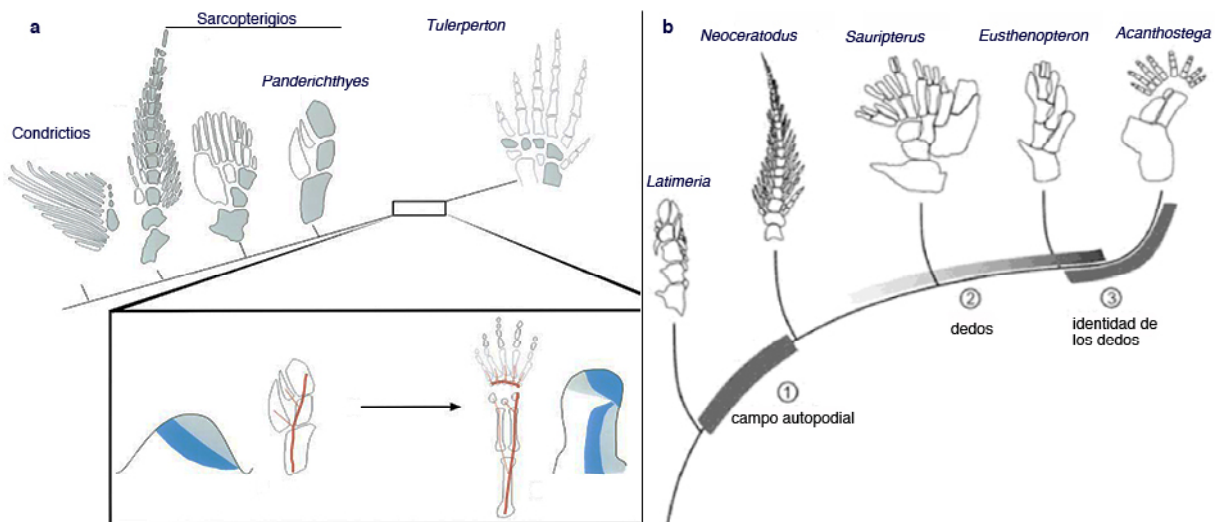 a
Sarcopterigios
Tulerperton
Panderichthyes
Condrictios
b
Neoceratodus
Sauripterus
Eusthenopteron
Acanthostega
Latimeria
1
campo autopodial
2
dedos
3
identidad de
los dedos